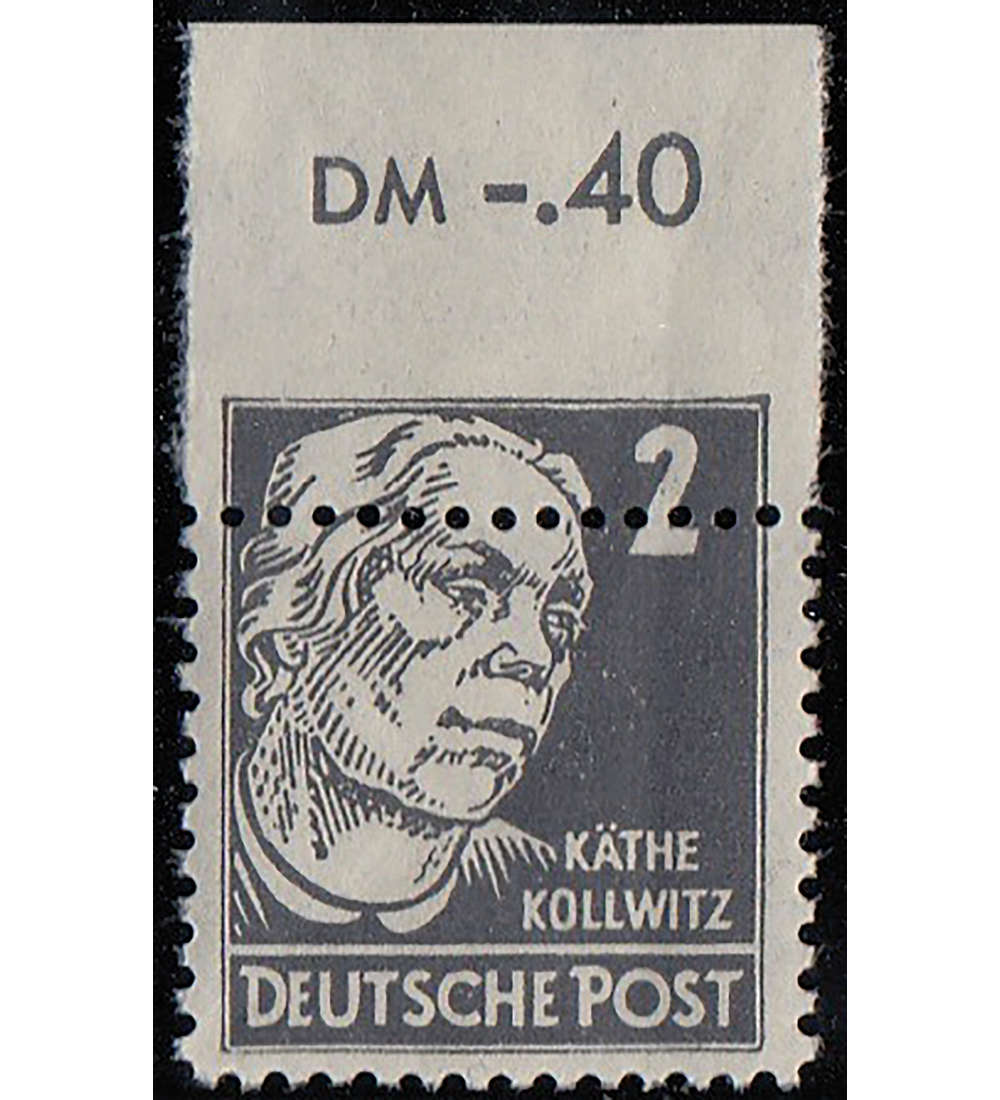 DM -.40
2
KÄTHE
KOLLWITZ
DEUTSCHE POST